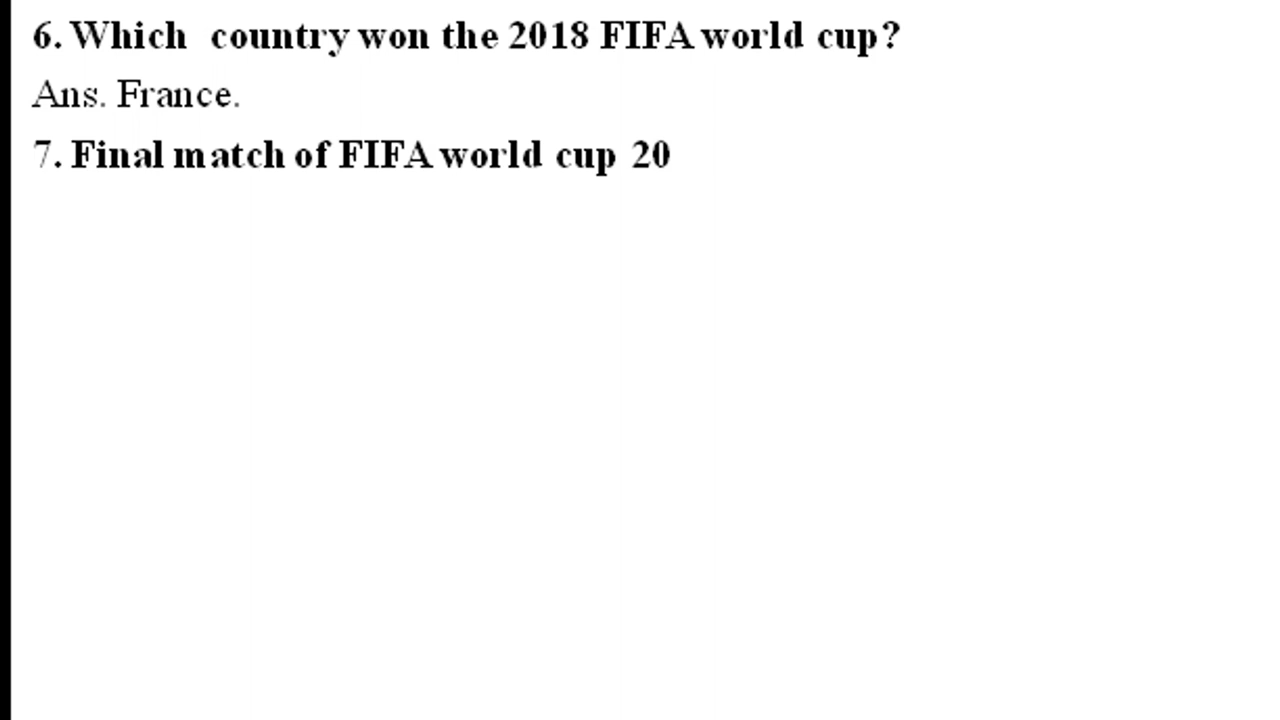 6. Which country won the 2018 FIFA world cup?
Ans. France.
7. Final match of FIFA world cup 20